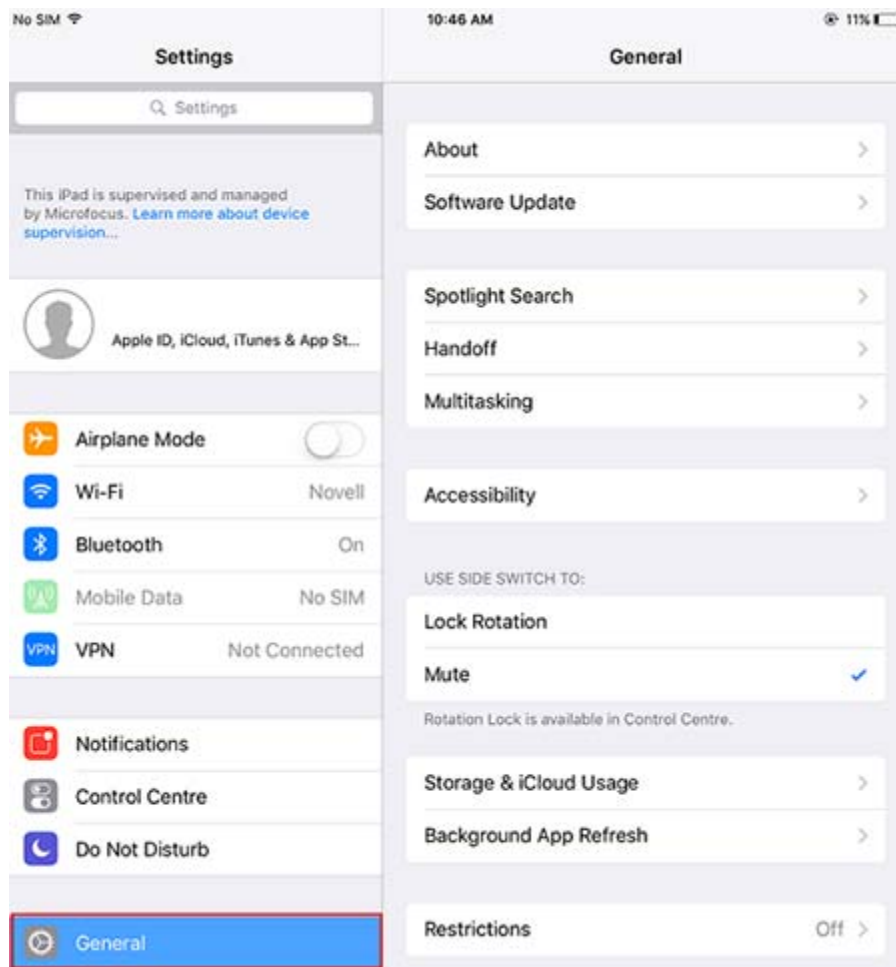 No SIM
10:46 AM
11%
Settings
General
Settings
This iPad is supervised and managed
by Microfocus. Learn more about device
supervision...
Apple ID, iCloud, iTunes & App St...
Airplane Mode
Wi-Fi Novell
Bluetooth On
Mobile Data No SIM
VPN VPN Not Connected
Notifications
Control Centre
Do Not Disturb
General
About
Software Update
Spotlight Search
Handoff
Multitasking
Accessibility
USE SIDE SWITCH TO:
Lock Rotation
Mute
Rotation Lock is available in Control Centre.
Storage & iCloud Usage
Background App Refresh
Restrictions Off